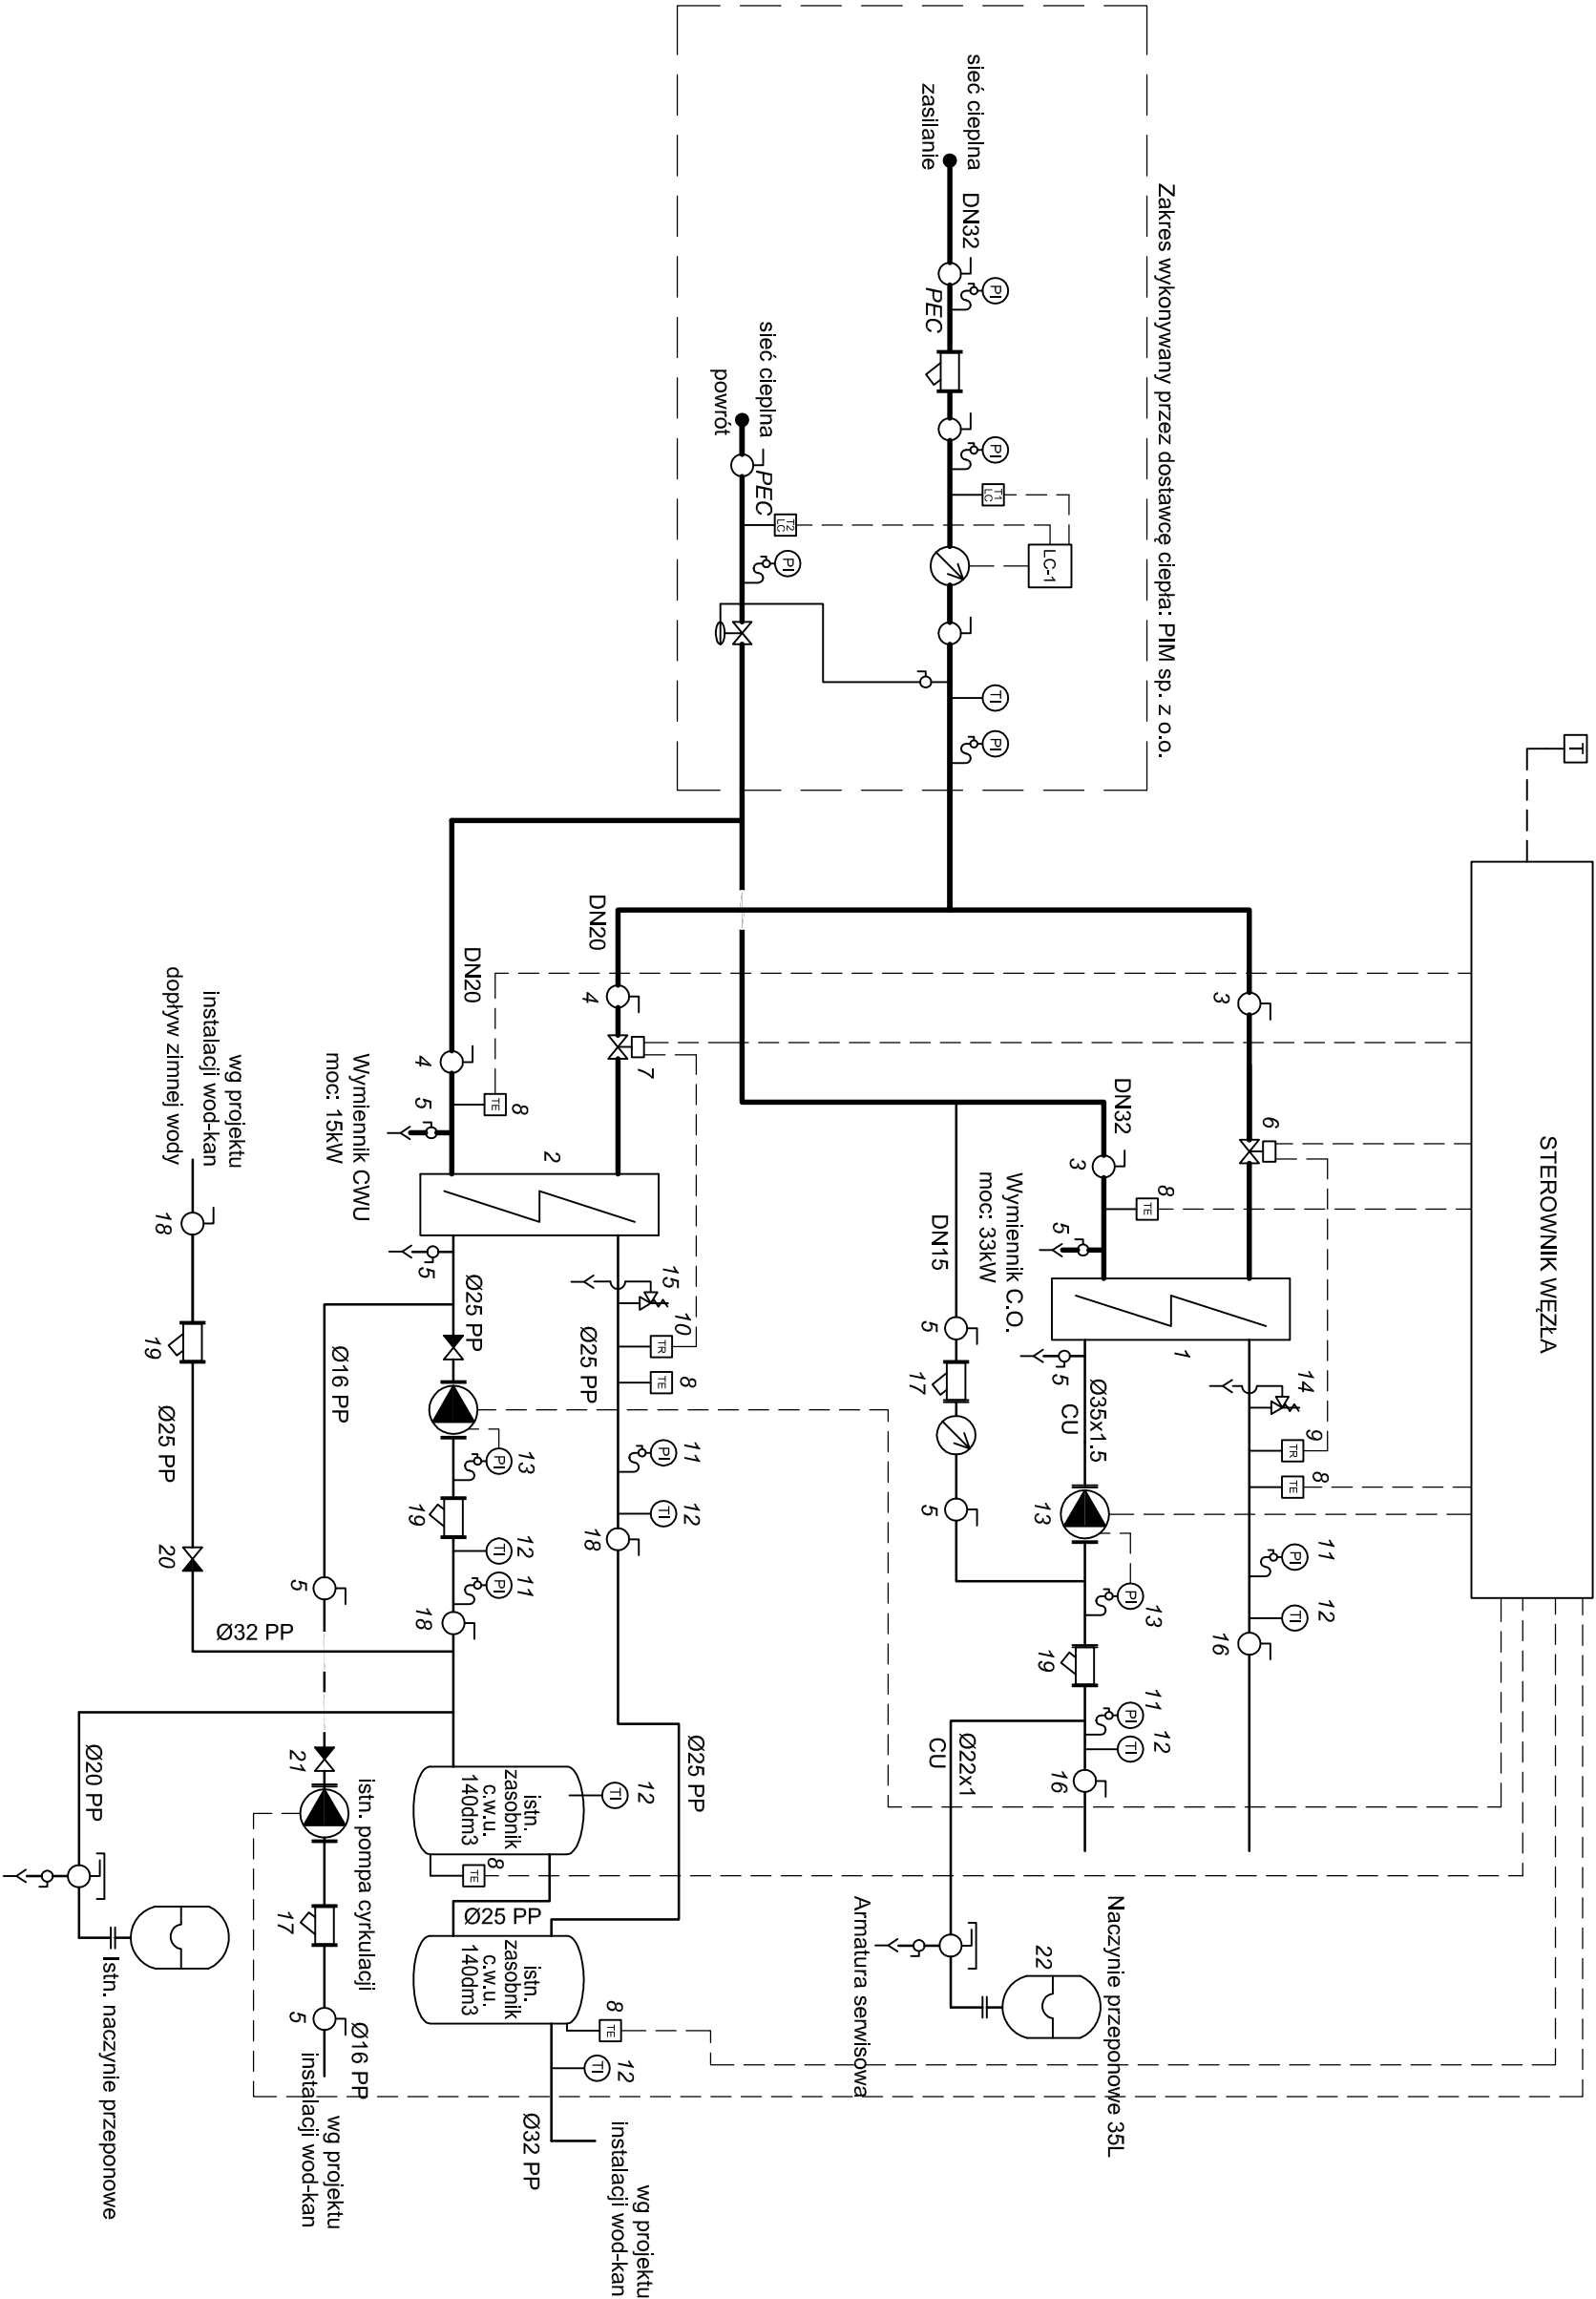 Zakres wykonywany przez dostawcę ciepła: PIM sp. z o.o.
sieć cieplna
zasilanie
DN32
PI
PEC
PI
T1
LC
LC-1
TI
PI
sieć cieplna
powrót
PEC
T2
LC
PI
T
STEROWNIK WĘZŁA
3
6
DN32
3
8
TE
5
Wymiennik C.O.
moc: 33kW
1
14
9
TR
8
TE
11
PI
12
TI
16
5
Ø35x1.5
CU
13
13
PI
19
11
PI
12
TI
16
DN15
5
17
5
Ø22x1
CU
Naczynie przeponowe 35L
22
Armatura serwisowa
DN20
4
7
DN20
4
8
TE
5
2
Wymiennik CWU
moc: 15kW
15
10
TR
8
TE
Ø25 PP
11
PI
12
TI
18
Ø25 PP
5
Ø25 PP
13
PI
19
12
TI
11
PI
18
12
TI
istn.
zasobnik
c.w.u.
140dm3
8
TE
Ø25 PP
istn.
zasobnik
c.w.u.
140dm3
8
TE
12
TI
Ø32 PP
wg projektu
instalacji wod-kan
Ø16 PP
5
21
istn. pompa cyrkulacji
17
5
Ø16 PP
wg projektu
instalacji wod-kan
wg projektu
instalacji wod-kan
dopływ zimnej wody
18
19
Ø25 PP
20
Ø32 PP
Ø20 PP
Istn. naczynie przeponowe